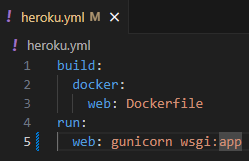 ! heroku.yml M ●
! heroku.yml
1 build:
2   docker:
3     web: Dockerfile
4 run:
5   web: gunicorn wsgi:app